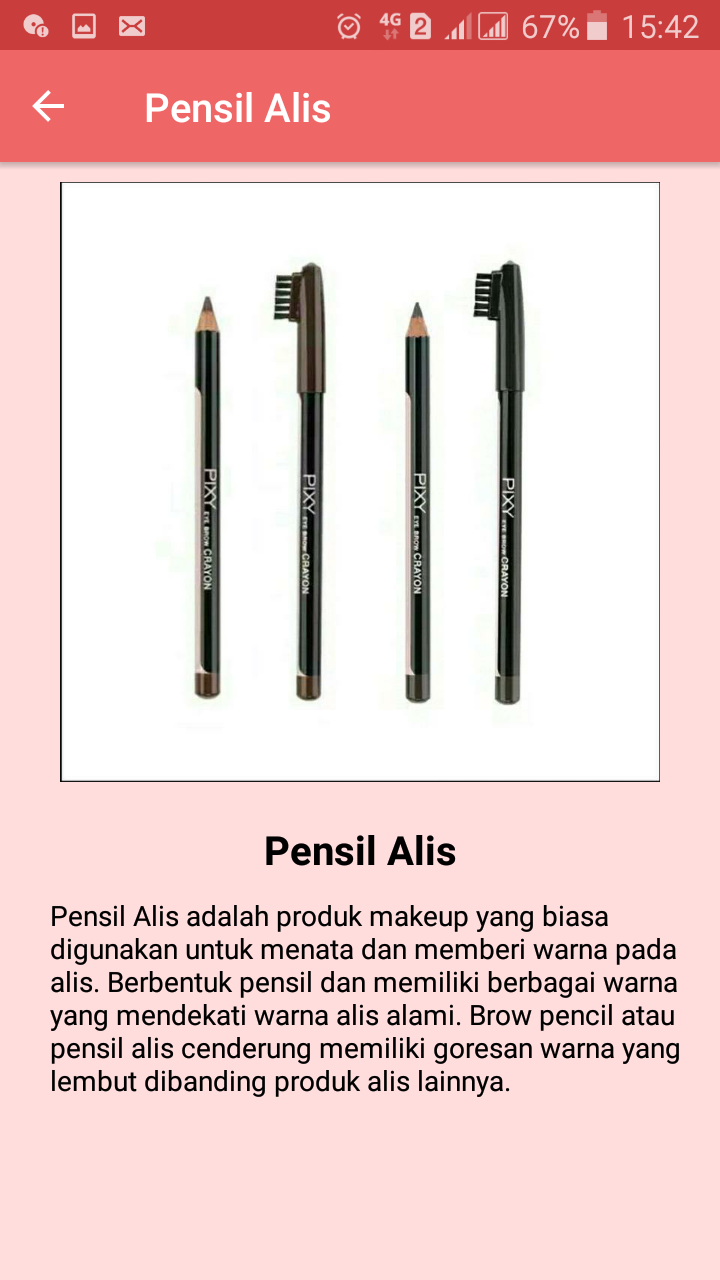 4G 2 67% 15:42
Pensil Alis
PIXY EYE BROW CRAYON
PIXY EYE BROW CRAYON
PIXY EYE BROW CRAYON
PIXY EYE BROW CRAYON
Pensil Alis
Pensil Alis adalah produk makeup yang biasa
digunakan untuk menata dan memberi warna pada
alis. Berbentuk pensil dan memiliki berbagai warna
yang mendekati warna alis alami. Brow pencil atau
pensil alis cenderung memiliki goresan warna yang
lembut dibanding produk alis lainnya.